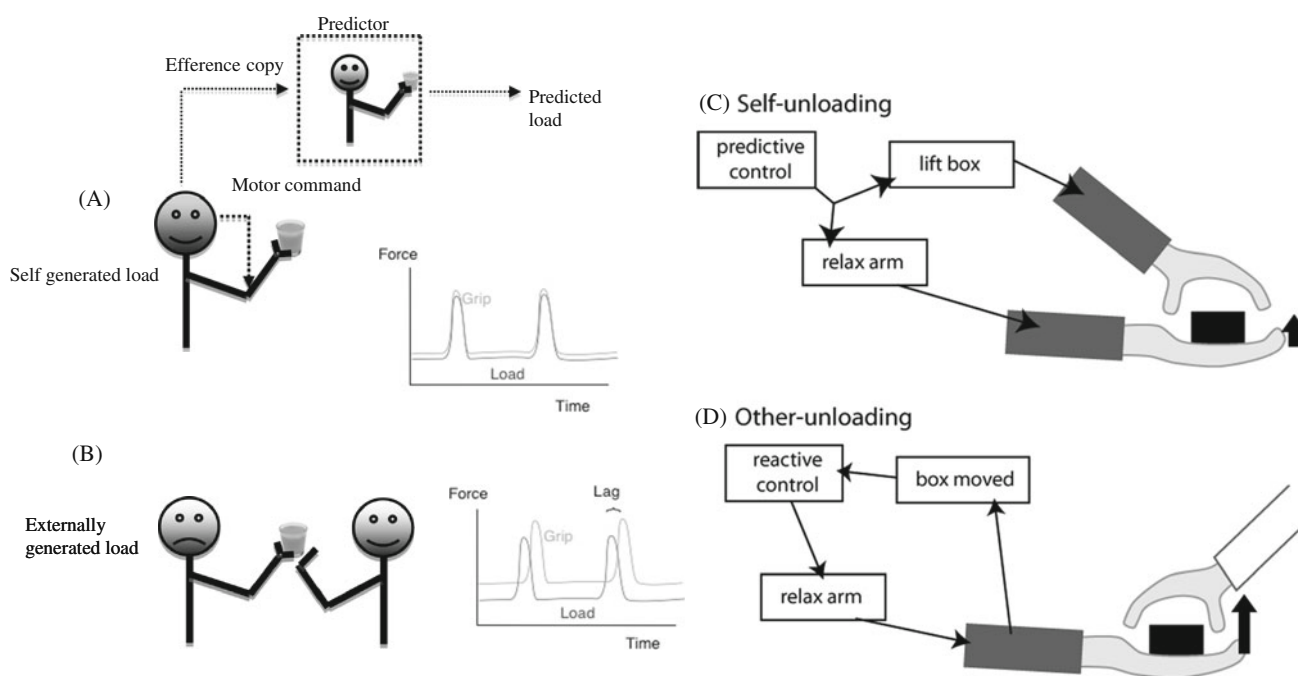 Predictor
Efference copy
Predicted
load
Motor command
(A)
Self generated load
Force
Grip
Load
Time
(B)
Externally
generated load
Force
Lag
Grip
Load
Time
(C) Self-unloading
predictive
control
lift box
relax arm
(D) Other-unloading
reactive
control
box moved
relax arm